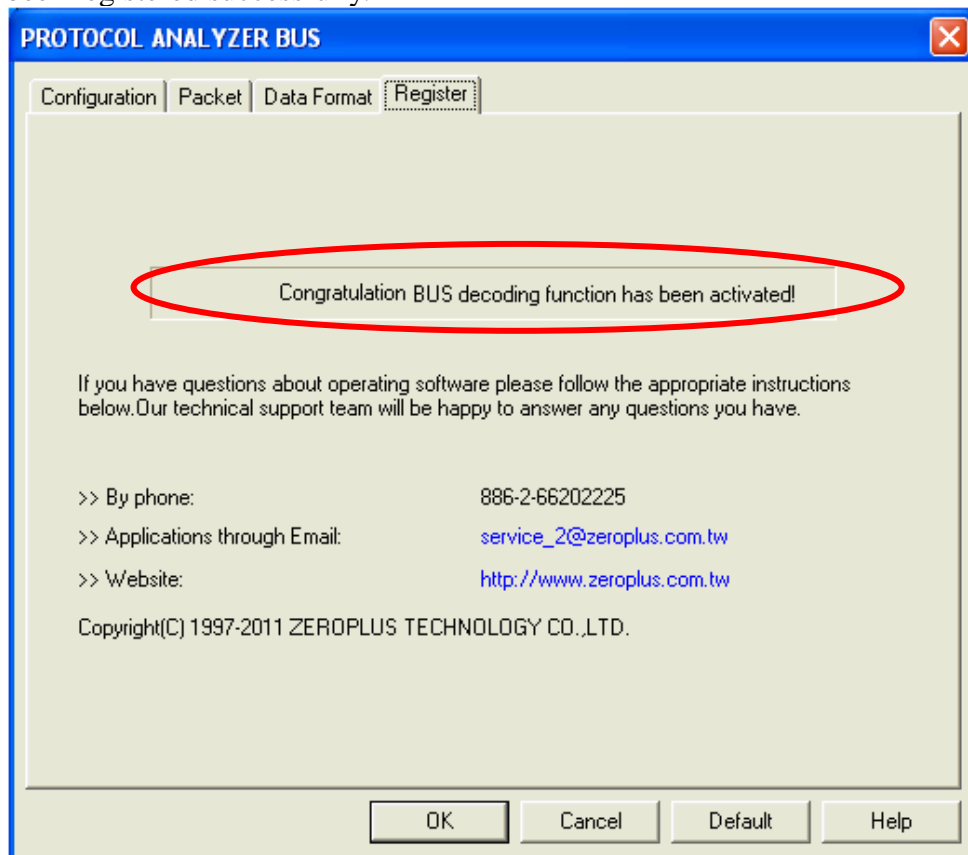 PROTOCOL ANALYZER BUS
Configuration Packet Data Format Register
Congratulation BUS decoding function has been activated!
If you have questions about operating software please follow the appropriate instructions
below.Our technical support team will be happy to answer any questions you have.
>> By phone: 886-2-66202225
>> Applications through Email: service_2@zeroplus.com.tw
>> Website: http://www.zeroplus.com.tw
Copyright(C) 1997-2011 ZEROPLUS TECHNOLOGY CO.,LTD.
OK Cancel Default Help